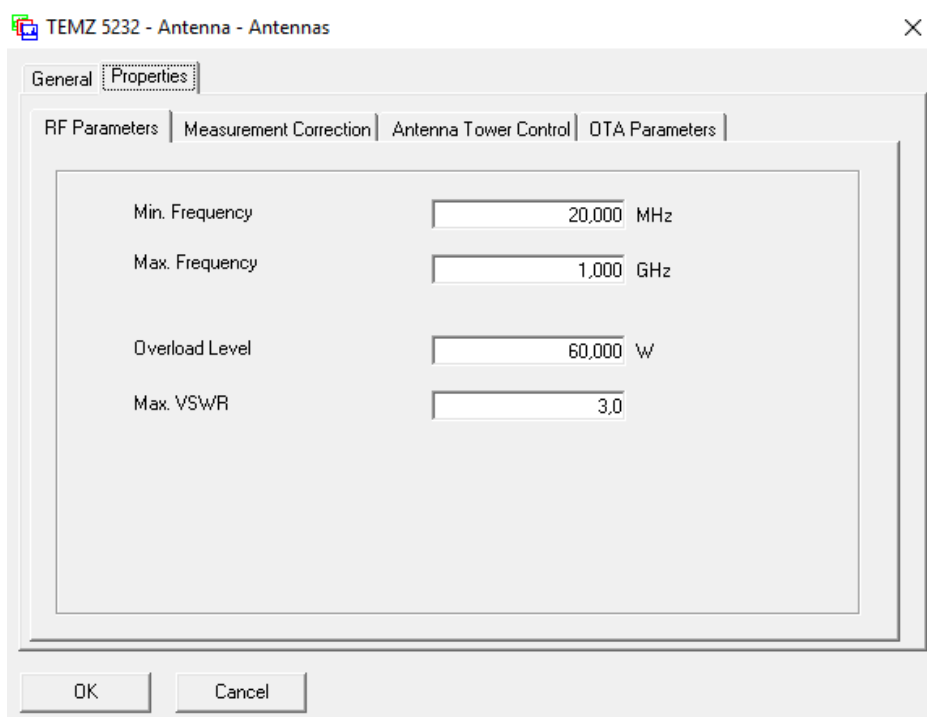 TEMZ 5232 - Antenna - Antennas
General Properties
RF Parameters Measurement Correction Antenna Tower Control OTA Parameters
Min. Frequency 20,000 MHz
Max. Frequency 1,000 GHz
Overload Level 60,000 W
Max. VSWR 3,0
OK Cancel